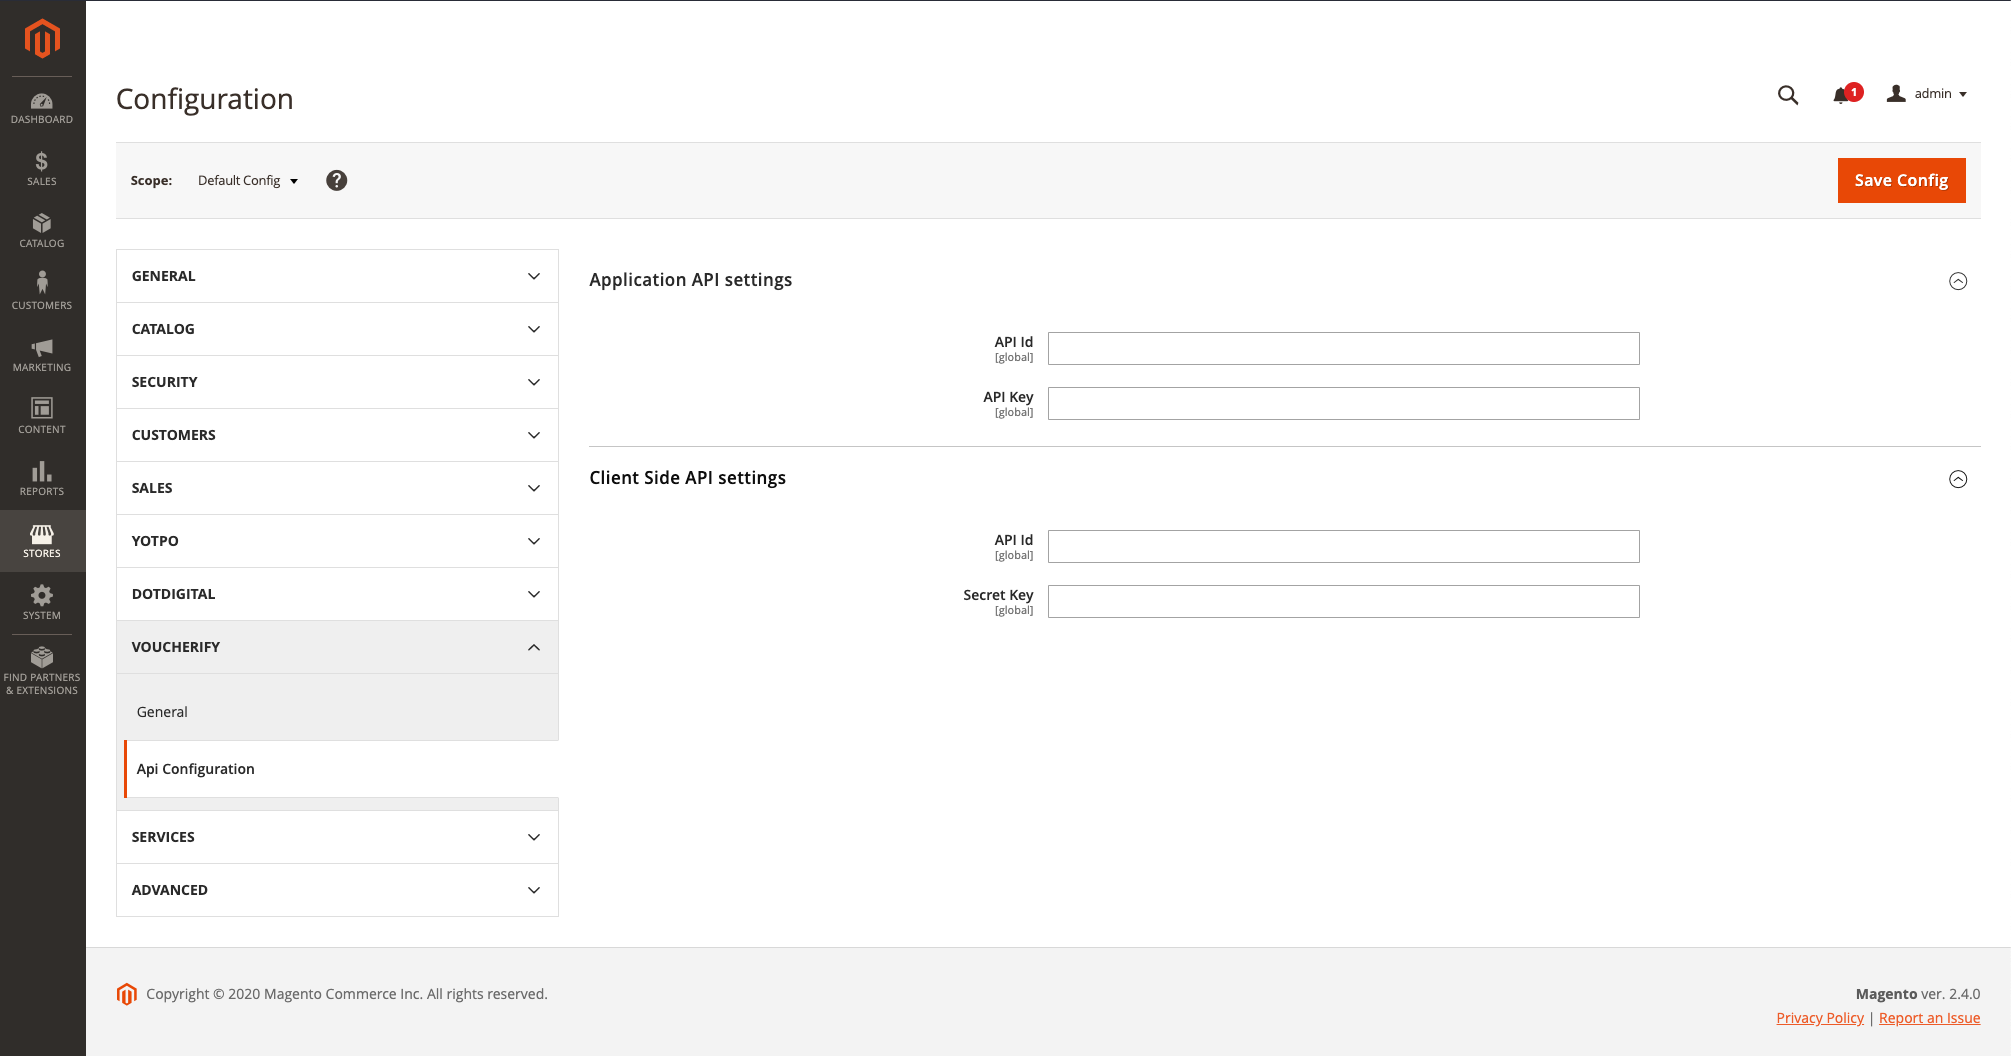 DASHBOARD
SALES
CATALOG
CUSTOMERS
MARKETING
CONTENT
REPORTS
STORES
SYSTEM
FIND PARTNERS
& EXTENSIONS
Configuration
1
admin
Scope:
Default Config
?
Save Config
GENERAL
CATALOG
SECURITY
CUSTOMERS
SALES
YOTPO
DOTDIGITAL
VOUCHERIFY
General
Api Configuration
SERVICES
ADVANCED
Application API settings
API Id
[global]
API Key
[global]
Client Side API settings
API Id
[global]
Secret Key
[global]
Copyright © 2020 Magento Commerce Inc. All rights reserved.
Magento ver. 2.4.0
Privacy Policy | Report an Issue